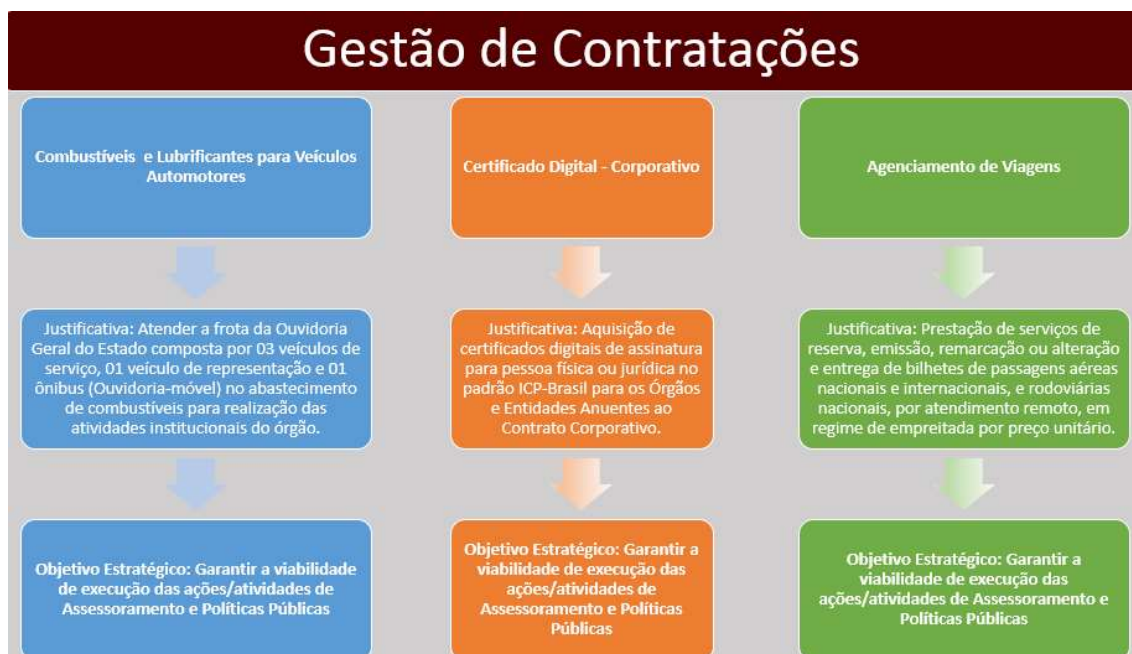 Gestão de Contratações
Combustíveis e Lubrificantes para Veículos
Automotores
Certificado Digital - Corporativo
Agenciamento de Viagens
Justificativa: Atender a frota da Ouvidoria
Geral do Estado composta por 03 veículos de
serviço, 01 veículo de representação e 01
ônibus (Ouvidoria-móvel) no abastecimento
de combustíveis para realização das
atividades institucionais do órgão.
Justificativa: Aquisição de
certificados digitais de assinatura
para pessoa física ou jurídica no
padrão ICP-Brasil para os Órgãos
e Entidades Anuentes ao
Contrato Corporativo.
Justificativa: Prestação de serviços de
reserva, emissão, remarcação ou alteração
e entrega de bilhetes de passagens aéreas
nacionais e internacionais, e rodoviárias
nacionais, por atendimento remoto, em
regime de empreitada por preço unitário.
Objetivo Estratégico: Garantir a viabilidade
de execução das ações/atividades de
Assessoramento e Políticas Públicas
Objetivo Estratégico: Garantir a
viabilidade de execução das
ações/atividades de
Assessoramento e Políticas
Públicas
Objetivo Estratégico: Garantir a
viabilidade de execução das
ações/atividades de Assessoramento e
Políticas Públicas